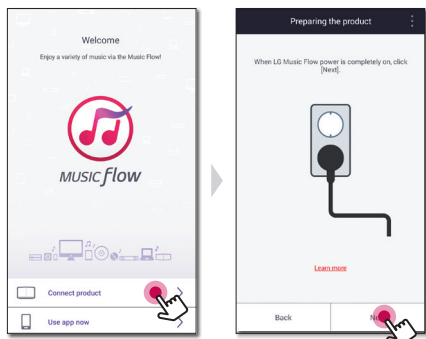 Welcome
Enjoy a variety of music via the Music Flow!
MUSIC flow
Connect product
Use app now
Preparing the product
When LG Music Flow power is completely on, click
[Next].
Learn more
Back